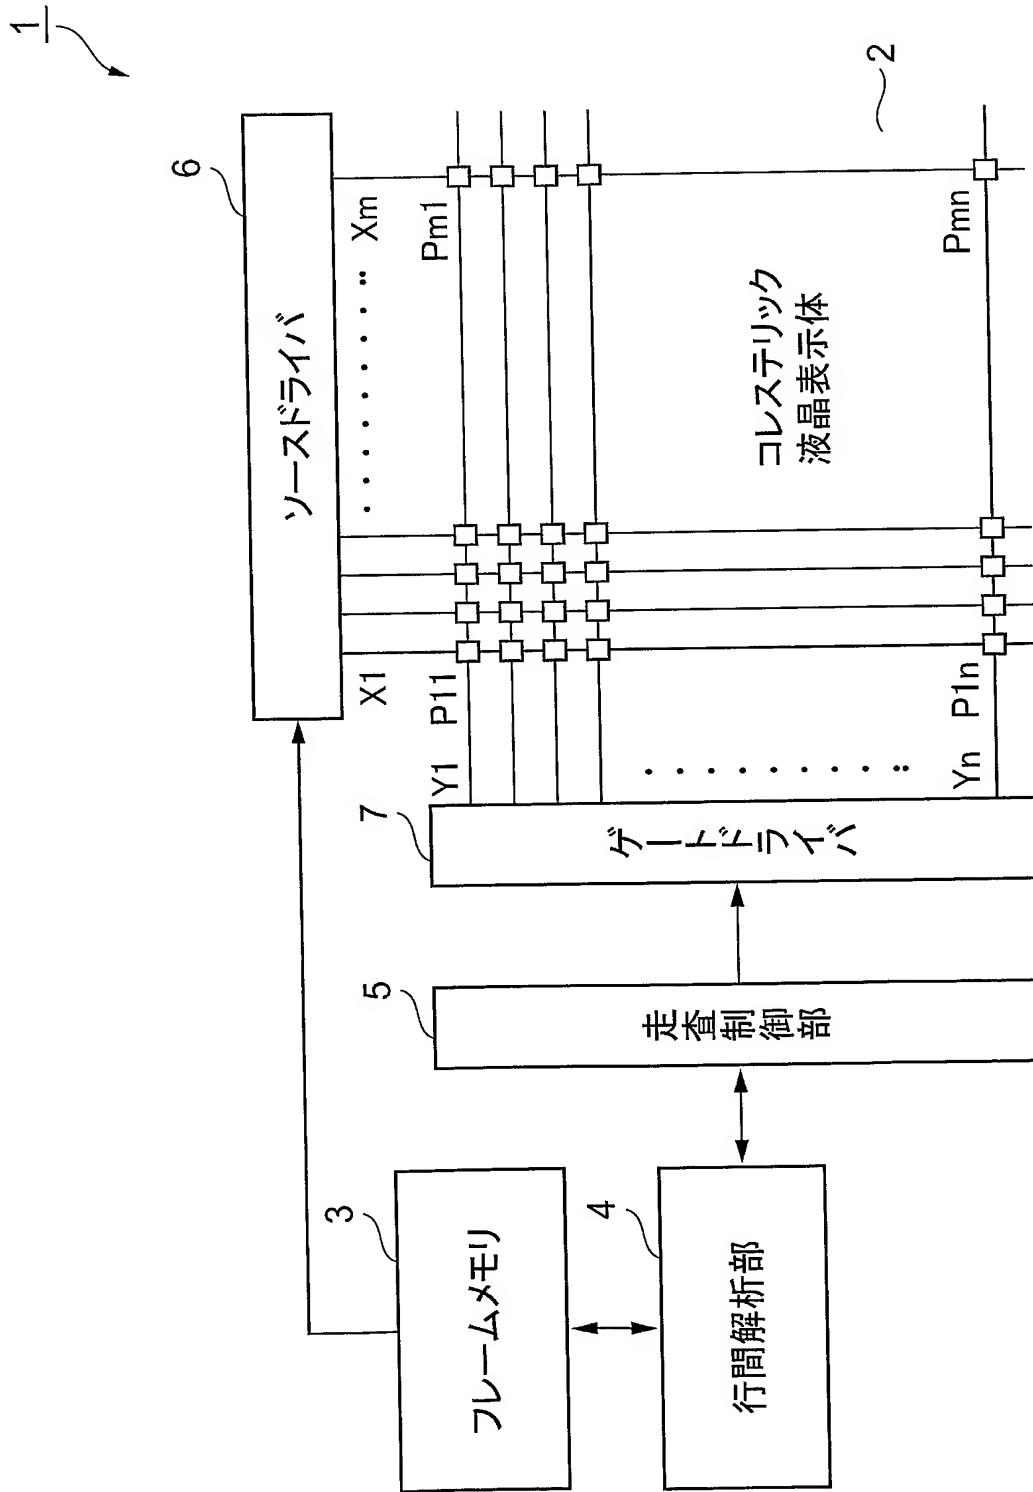 1
6
ソースドライバ
X1
Xm
7
Y1
P11
Pm1
5
3
フレームメモリ
4
行間解析部
走査制御部
ゲートドライバ
コレステリック
液晶表示体
2
Yn
P1n
Pmn